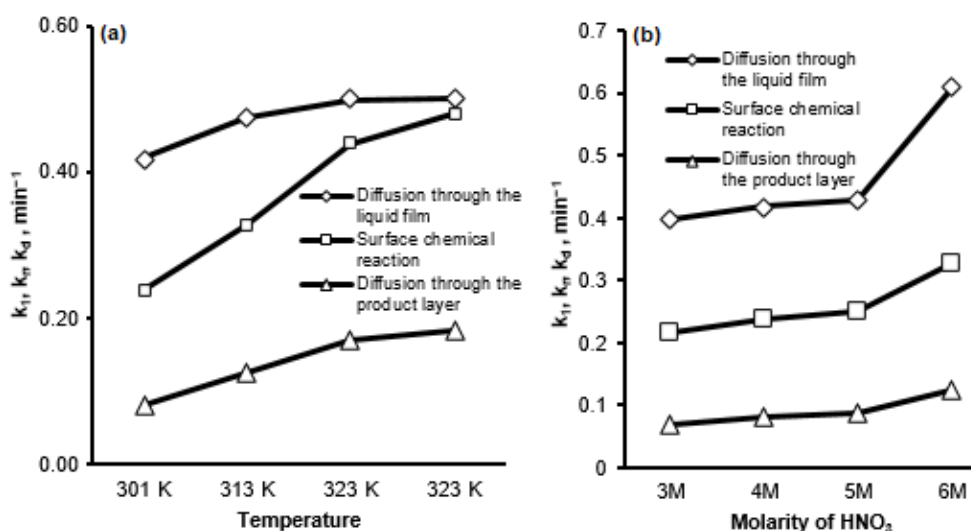 (a)
0.60
0.40
0.20
0.00
k₁, kᵣ, k_d , min⁻¹
Diffusion through the
liquid film
Surface chemical
reaction
Diffusion through the
product layer
301 K
313 K
323 K
323 K
Temperature
(b)
0.7
0.6
0.5
0.4
0.3
0.2
0.1
0
k₁, kᵣ, k_d , min⁻¹
Diffusion through
the liquid film
Surface chemical
reaction
Diffusion through
the product layer
3M
4M
5M
6M
Molarity of HNO₃